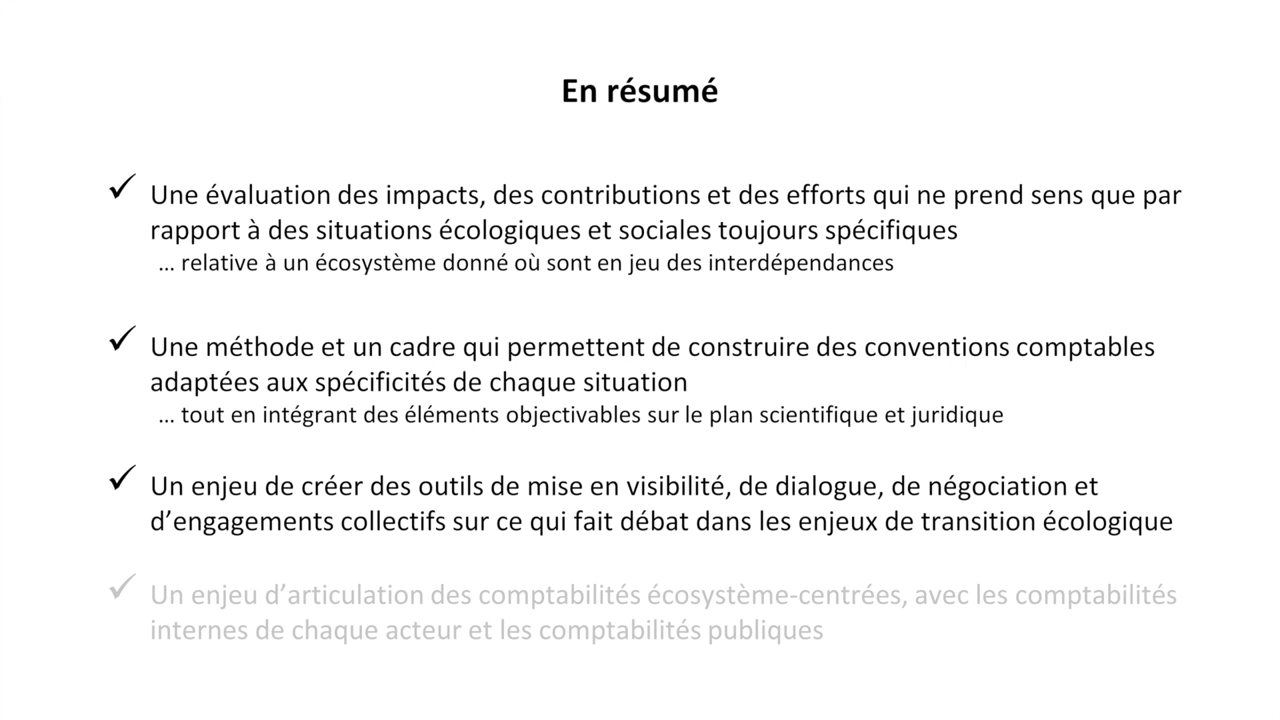 En résumé
✓ Une évaluation des impacts, des contributions et des efforts qui ne prend sens que par
rapport à des situations écologiques et sociales toujours spécifiques
... relative à un écosystème donné où sont en jeu des interdépendances
✓ Une méthode et un cadre qui permettent de construire des conventions comptables
adaptées aux spécificités de chaque situation
... tout en intégrant des éléments objectivables sur le plan scientifique et juridique
✓ Un enjeu de créer des outils de mise en visibilité, de dialogue, de négociation et
d’engagements collectifs sur ce qui fait débat dans les enjeux de transition écologique
✓ Un enjeu d’articulation des comptabilités écosystème-centrées, avec les comptabilités
internes de chaque acteur et les comptabilités publiques